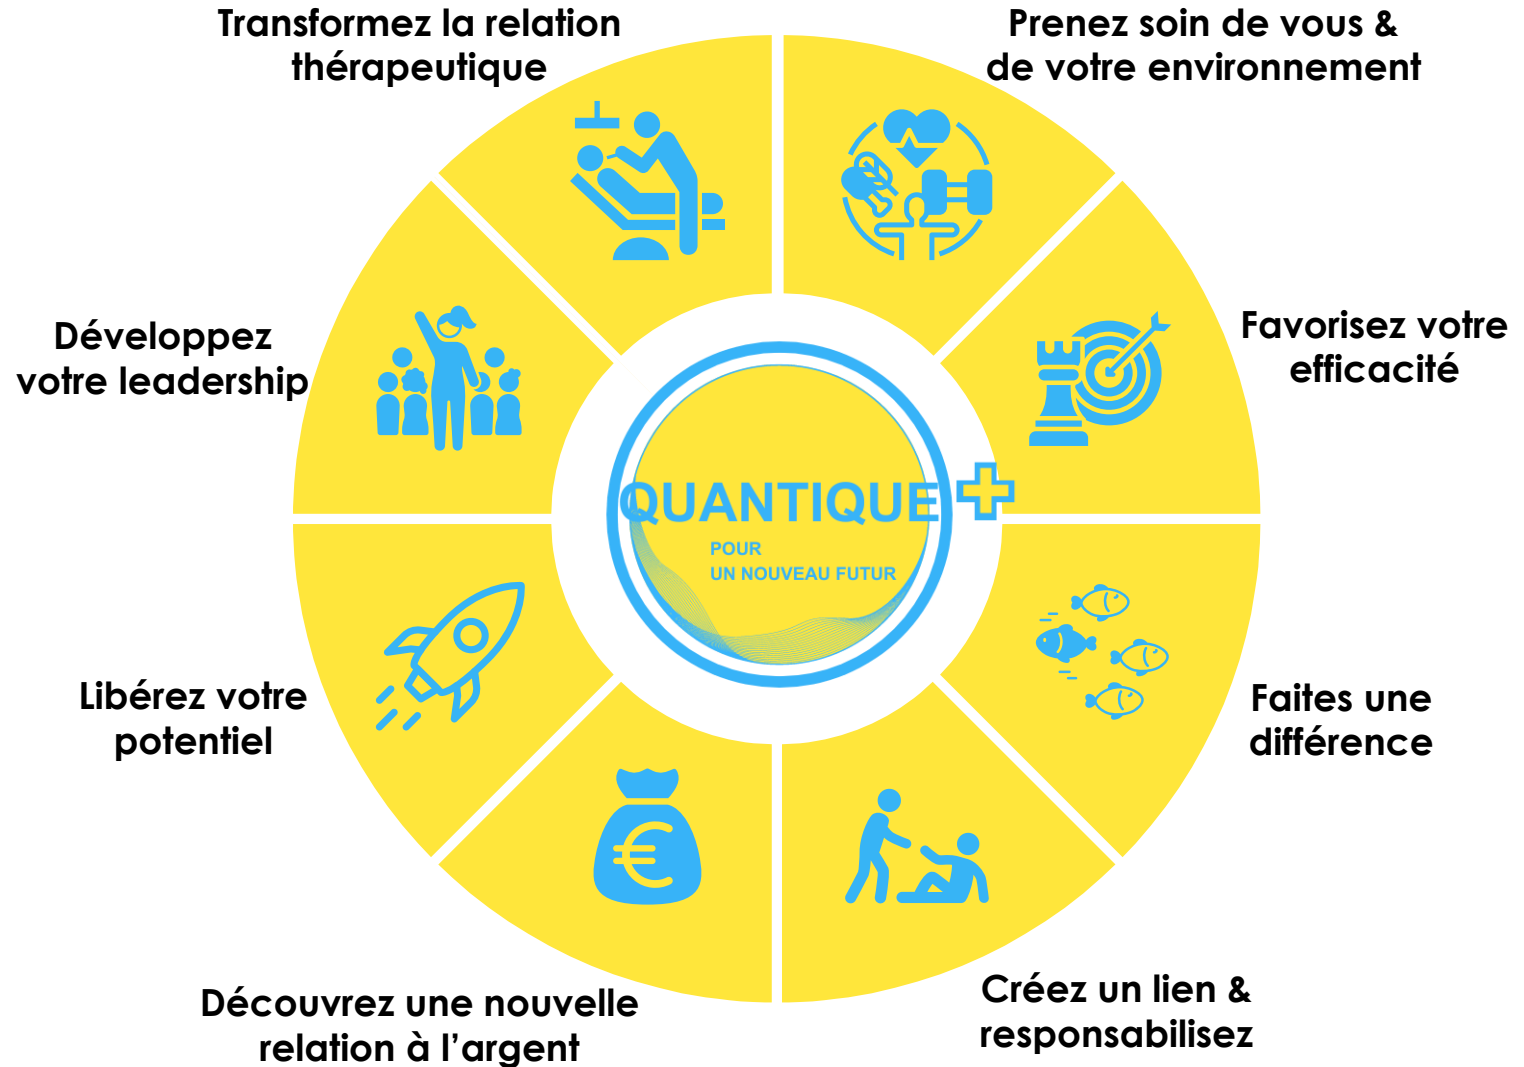 Transformez la relation
thérapeutique
Prenez soin de vous &
de votre environnement
Favorisez votre
efficacité
Faites une
différence
Créez un lien &
responsabilisez
Découvrez une nouvelle
relation à l’argent
Libérez votre
potentiel
Développez
votre leadership
QUANTIQUE
POUR
UN NOUVEAU FUTUR